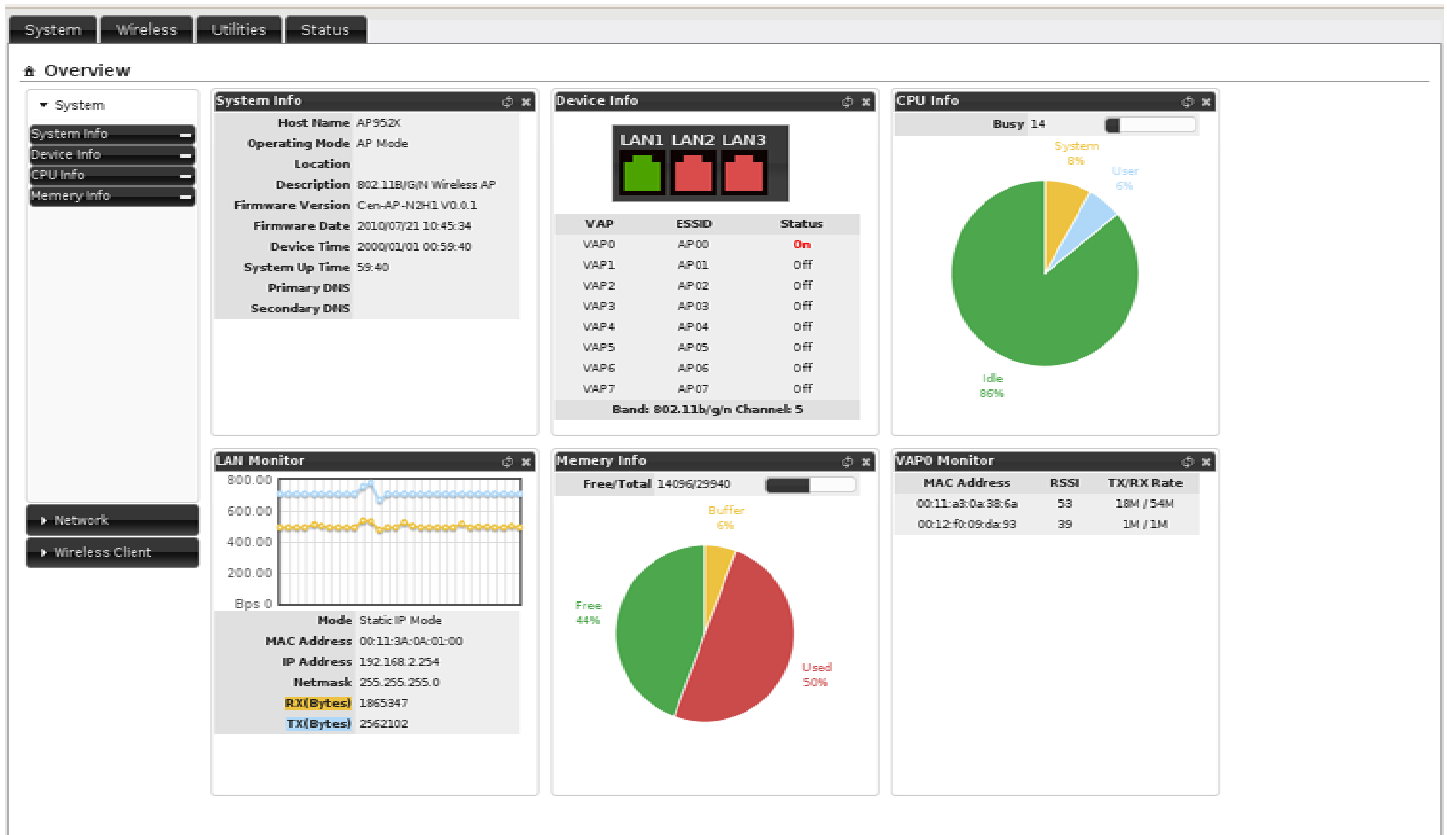 System Wireless Utilities Status
Overview
System
System Info
Device Info
CPU Info
Memery Info
Network
Wireless Client
System Info
Host Name AP952X
Operating Mode AP Mode
Location
Description 802.11B/G/N Wireless AP
Firmware Version Cen-AP-N2H1 V0.0.1
Firmware Date 2010/07/21 10:45:34
Device Time 2000/01/01 00:59:40
System Up Time 59:40
Primary DNS
Secondary DNS
Device Info
LAN1 LAN2 LAN3
VAP ESSID Status
VAP0 AP00 On
VAP1 AP01 Off
VAP2 AP02 Off
VAP3 AP03 Off
VAP4 AP04 Off
VAP5 AP05 Off
VAP6 AP06 Off
VAP7 AP07 Off
Band: 802.11b/g/n Channel: 5
CPU Info
Busy 14
System
8%
User
6%
Idle
86%
LAN Monitor
800.00
600.00
400.00
200.00
Bps 0
Mode Static IP Mode
MAC Address 00:11:3A:0A:01:00
IP Address 192.168.2.254
Netmask 255.255.255.0
RX(Bytes) 1865347
TX(Bytes) 2562102
Memery Info
Free/Total 14096/29940
Buffer
6%
Free
44%
Used
50%
VAP0 Monitor
MAC Address RSSI TX/RX Rate
00:11:a3:0a:38:6a 53 18M / 54M
00:12:f0:09:da:93 39 1M / 1M